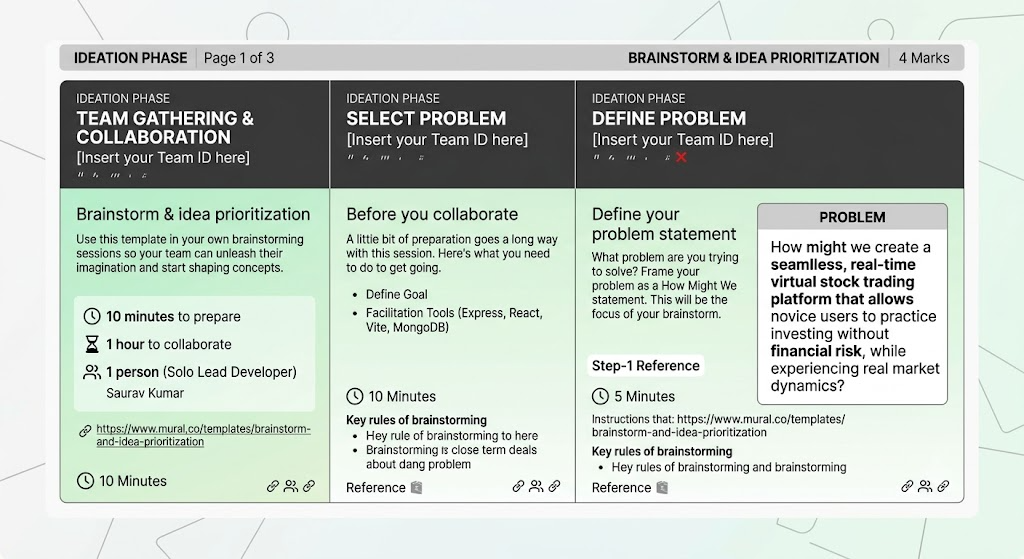 IDEATION PHASE | Page 1 of 3
BRAINSTORM & IDEA PRIORITIZATION | 4 Marks
IDEATION PHASE
TEAM GATHERING &
COLLABORATION
[Insert your Team ID here]
Brainstorm & idea prioritization
Use this template in your own brainstorming
sessions so your team can unleash their
imagination and start shaping concepts.
10 minutes to prepare
1 hour to collaborate
1 person (Solo Lead Developer)
Saurav Kumar
https://www.mural.co/templates/brainstorm-
and-idea-prioritization
10 Minutes
IDEATION PHASE
SELECT PROBLEM
[Insert your Team ID here]
Before you collaborate
A little bit of preparation goes a long way
with this session. Here's what you need
to do to get going.
• Define Goal
• Facilitation Tools (Express, React,
Vite, MongoDB)
10 Minutes
Key rules of brainstorming
• Hey rule of brainstorming to here
• Brainstorming is close term deals
about dang problem
Reference
IDEATION PHASE
DEFINE PROBLEM
[Insert your Team ID here]
Define your
problem statement
What problem are you trying
to solve? Frame your
problem as a How Might We
statement. This will be the
focus of your brainstorm.
Step-1 Reference
5 Minutes
Instructions that: https://www.mural.co/templates/
brainstorm-and-idea-prioritization
Key rules of brainstorming
• Hey rules of brainstorming and brainstorming
Reference
PROBLEM
How might we create a
seamlless, real-time
virtual stock trading
platform that allows
novice users to practice
investing without
financial risk, while
experiencing real market
dynamics?